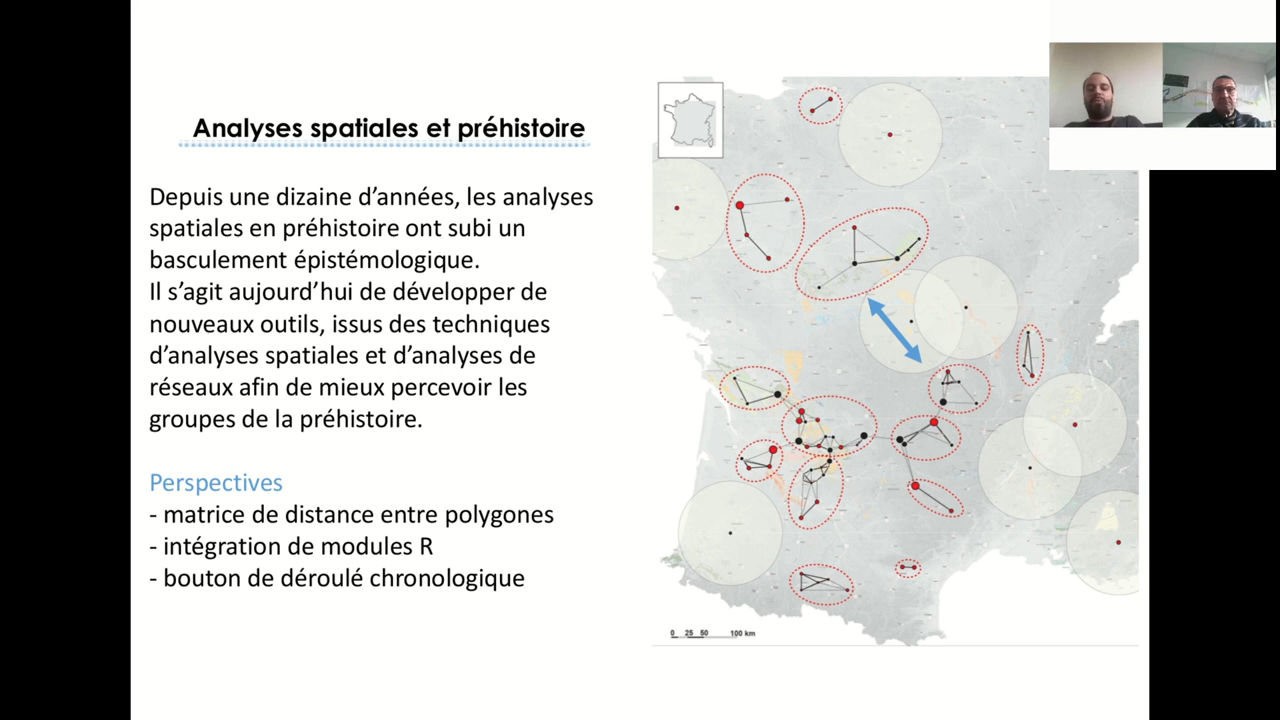 Analyses spatiales et préhistoire
Depuis une dizaine d’années, les analyses
spatiales en préhistoire ont subi un
basculement épistémologique.
Il s’agit aujourd’hui de développer de
nouveaux outils, issus des techniques
d’analyses spatiales et d’analyses de
réseaux afin de mieux percevoir les
groupes de la préhistoire.
Perspectives
- matrice de distance entre polygones
- intégration de modules R
- bouton de déroulé chronologique
0 25 50 100 km